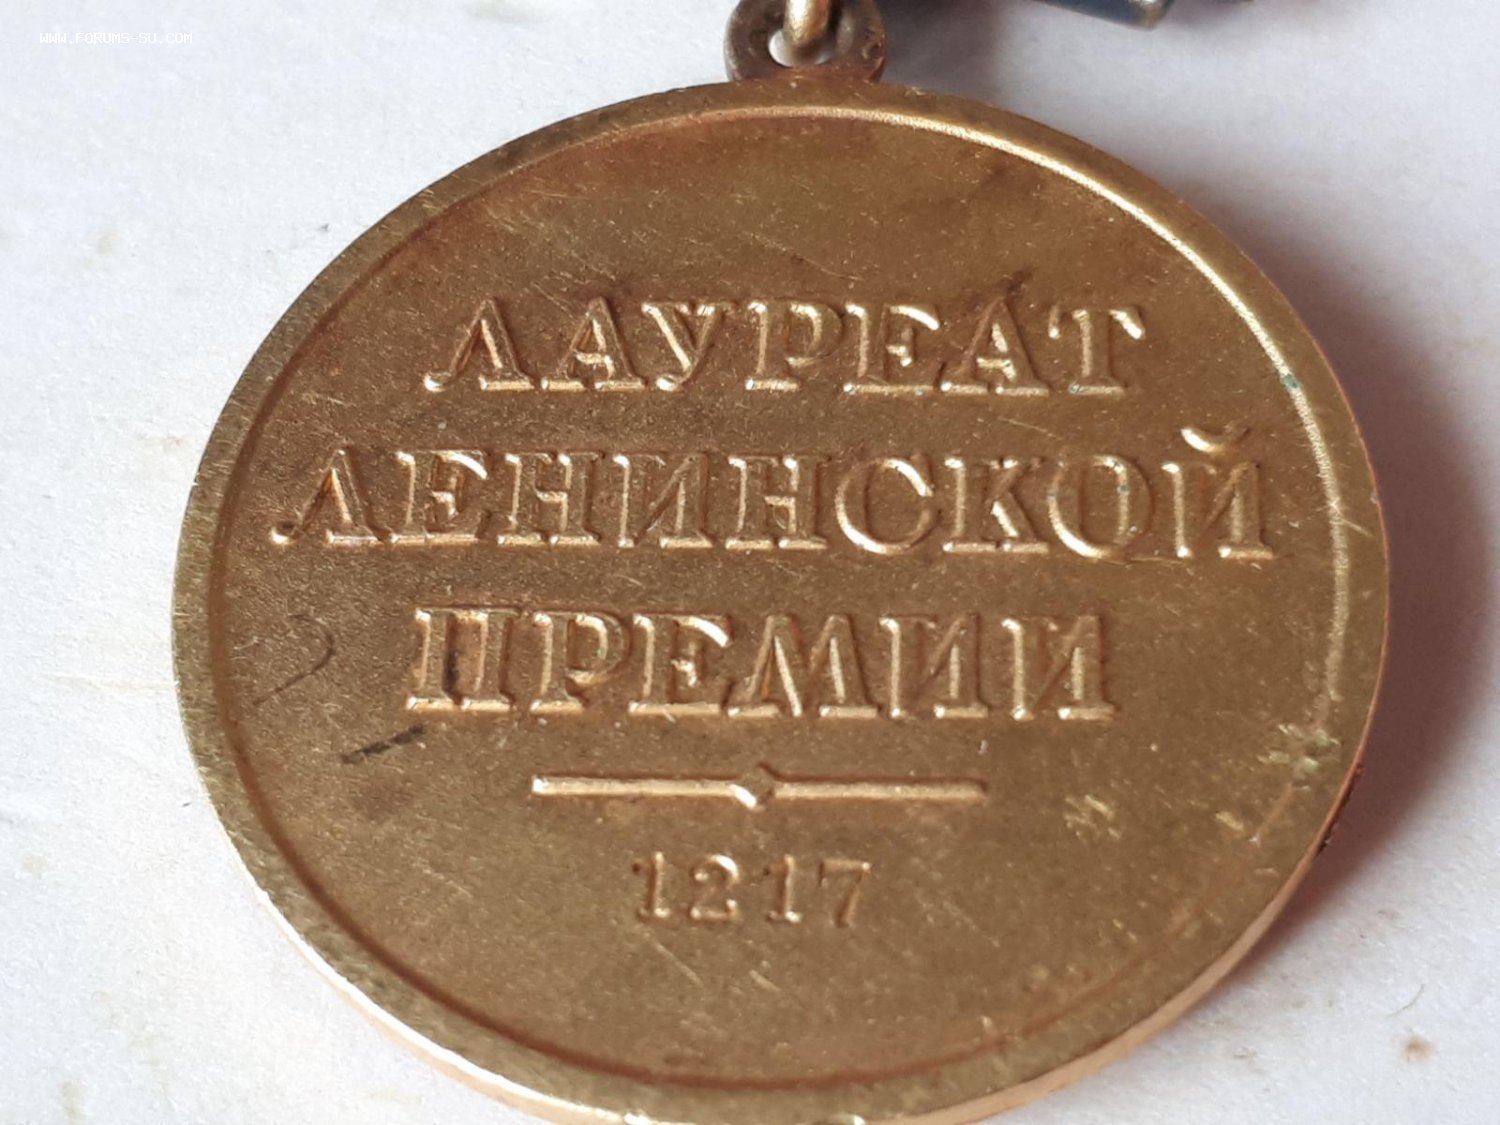 WWW.FORUMS-SU.COM
ЛАУРЕАТ
ЛЕНИНСКОЙ
ПРЕМИИ
1217